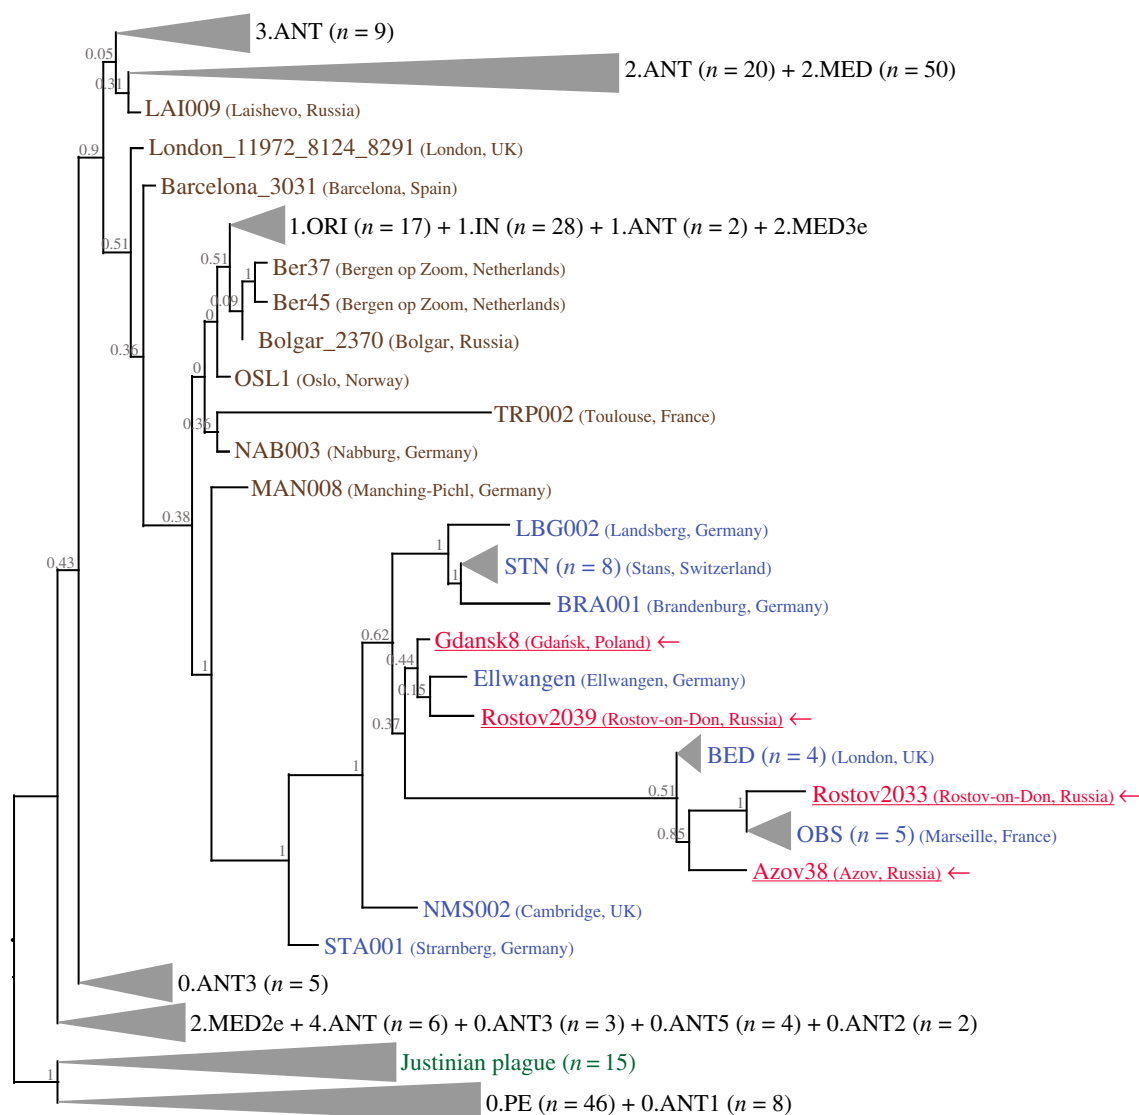 3.ANT (n = 9)
0.05
2.ANT (n = 20) + 2.MED (n = 50)
0.31
LAI009 (Laishevo, Russia)
0.9
London_11972_8124_8291 (London, UK)
Barcelona_3031 (Barcelona, Spain)
1.ORI (n = 17) + 1.IN (n = 28) + 1.ANT (n = 2) + 2.MED3e
0.51
0.51
Ber37 (Bergen op Zoom, Netherlands)
1
0.09
Ber45 (Bergen op Zoom, Netherlands)
0
Bolgar_2370 (Bolgar, Russia)
0.36
0
OSL1 (Oslo, Norway)
TRP002 (Toulouse, France)
0.36
NAB003 (Nabburg, Germany)
MAN008 (Manching-Pichl, Germany)
0.38
LBG002 (Landsberg, Germany)
1
0.43
STN (n = 8) (Stans, Switzerland)
1
BRA001 (Brandenburg, Germany)
0.62
Gdansk8 (Gdańsk, Poland) ←
0.44
1
Ellwangen (Ellwangen, Germany)
0.15
Rostov2039 (Rostov-on-Don, Russia) ←
0.37
BED (n = 4) (London, UK)
1
0.51
Rostov2033 (Rostov-on-Don, Russia) ←
1
OBS (n = 5) (Marseille, France)
0.85
1
Azov38 (Azov, Russia) ←
NMS002 (Cambridge, UK)
STA001 (Strarnberg, Germany)
0.ANT3 (n = 5)
2.MED2e + 4.ANT (n = 6) + 0.ANT3 (n = 3) + 0.ANT5 (n = 4) + 0.ANT2 (n = 2)
Justinian plague (n = 15)
1
0.PE (n = 46) + 0.ANT1 (n = 8)